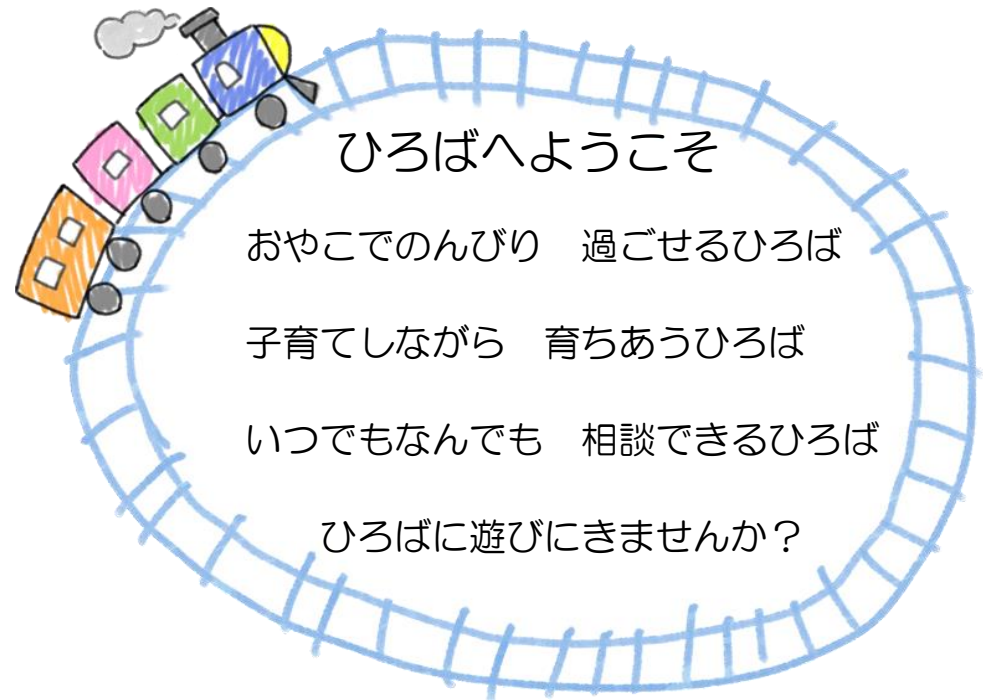 ひろばへようこそ
おやこでのんびり　過ごせるひろば
子育てしながら　育ちあうひろば
いつでもなんでも　相談できるひろば
ひろばに遊びにきませんか？